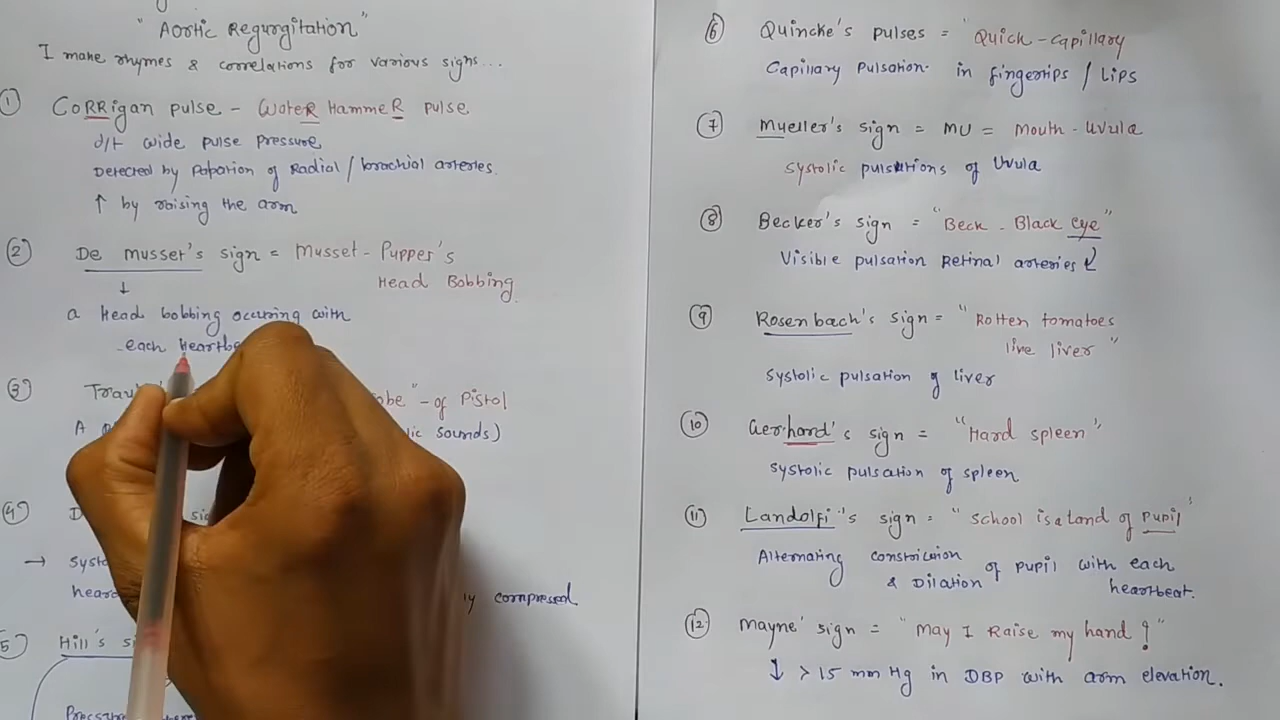 "Aortic Regurgitation"
I make rhymes & correlations for various signs...
① CoRRigan pulse - WateR HammeR pulse
d/t wide pulse pressure
Detected by Palpation of Radial / brachial arteries.
↑ by raising the arm
② De musset's sign = Musset - Pupper's
Head Bobbing
↓
a Head bobbing occuring with
each
③ of Pistol
A sounds)
④
→
compressed
Hill's
⑥ Quincke's pulses = "Quick - Capillary
Capillary Pulsation. in fingertips / Lips
⑦ Mueller's sign = MU = Mouth - Uvula
Systolic pulsations of Uvula
⑧ Becker's sign = "Beck - Black eye"
Visible pulsation Retinal arteries
⑨ Rosenbach's sign = "Rotten tomatoes
like liver"
Systolic pulsation of liver
⑩ Gerhard's sign = "Hard spleen"
Systolic pulsation of spleen
⑪ Landolfi's sign = "School is a Land of Pupil"
Alternating constriction & Dilation of pupil with each
heartbeat.
⑫ Mayne' sign = "May I Raise my hand ?"
↓ > 15 mm Hg in DBP with arm elevation.